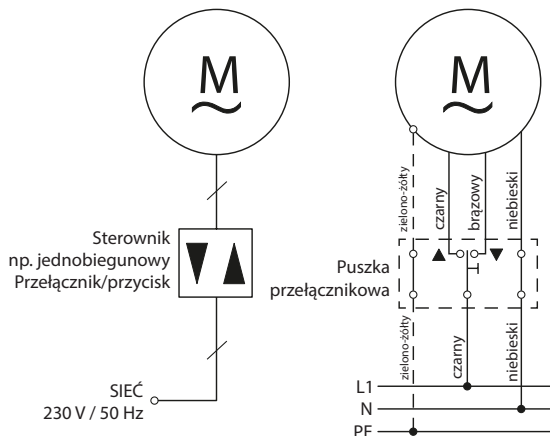 M
Sterownik
np. jednobiegunowy
Przełącznik/przycisk
SIEĆ
230 V / 50 Hz
M
zielono-żółty
czarny
brązowy
niebieski
Puszka
przełącznikowa
zielono-żółty
czarny
niebieski
L1
N
PE